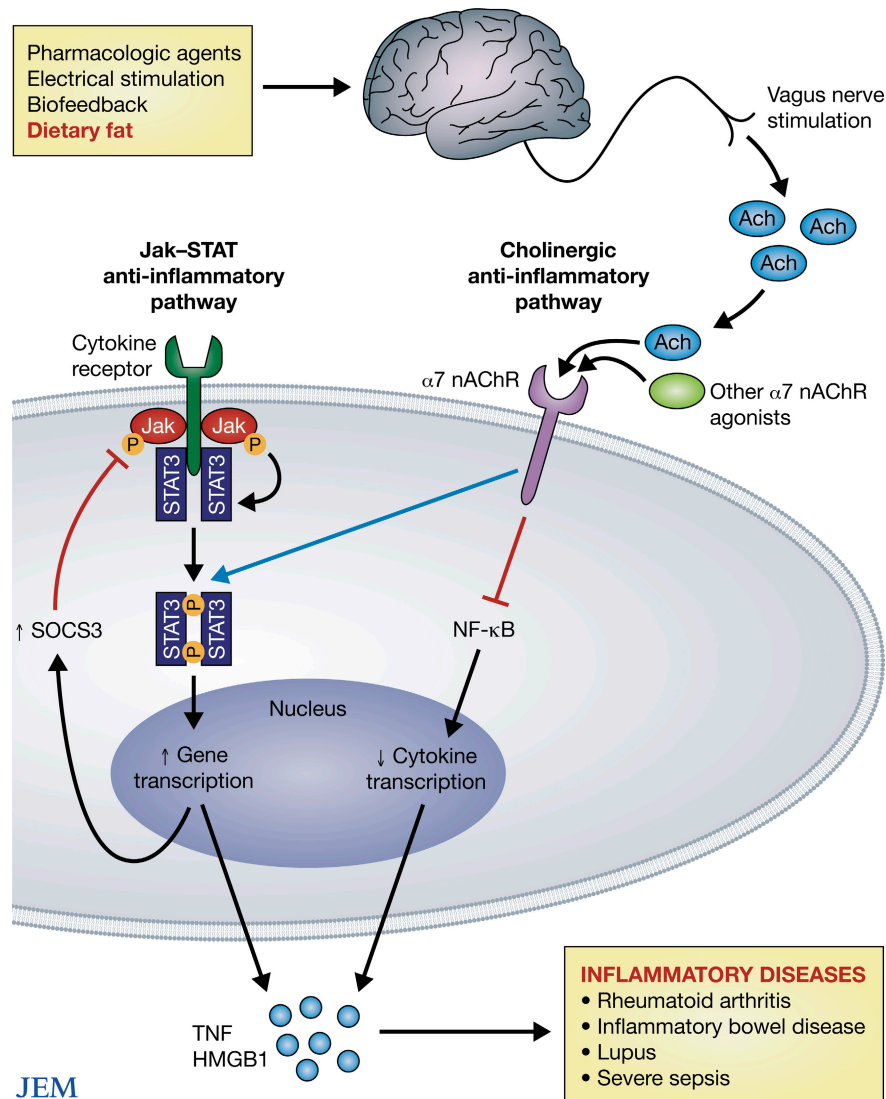 Pharmacologic agents
Electrical stimulation
Biofeedback
Dietary fat
Vagus nerve
stimulation
Ach
Ach
Ach
Jak–STAT
anti-inflammatory
pathway
Cholinergic
anti-inflammatory
pathway
Cytokine
receptor
α7 nAChR
Ach
Other α7 nAChR
agonists
Jak
Jak
P
P
STAT3
STAT3
STAT3
STAT3
P
P
↑ SOCS3
NF-κB
Nucleus
↑ Gene
transcription
↓ Cytokine
transcription
TNF
HMGB1
INFLAMMATORY DISEASES
• Rheumatoid arthritis
• Inflammatory bowel disease
• Lupus
• Severe sepsis
JEM